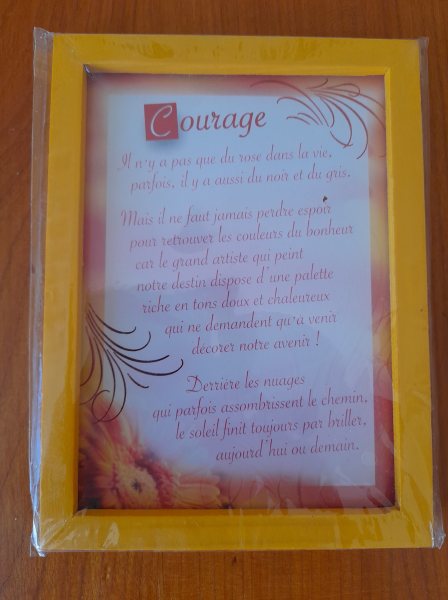 Courage
Il n'y a pas que du rose dans la vie,
parfois, il y a aussi du noir et du gris.
Mais il ne faut jamais perdre espoir
pour retrouver les couleurs du bonheur
car le grand artiste qui peint
notre destin dispose d'une palette
riche en tons doux et chaleureux
qui ne demandent qu'à venir
décorer notre avenir !
Derrière les nuages
qui parfois assombrissent le chemin,
le soleil finit toujours par briller,
aujourd'hui ou demain.